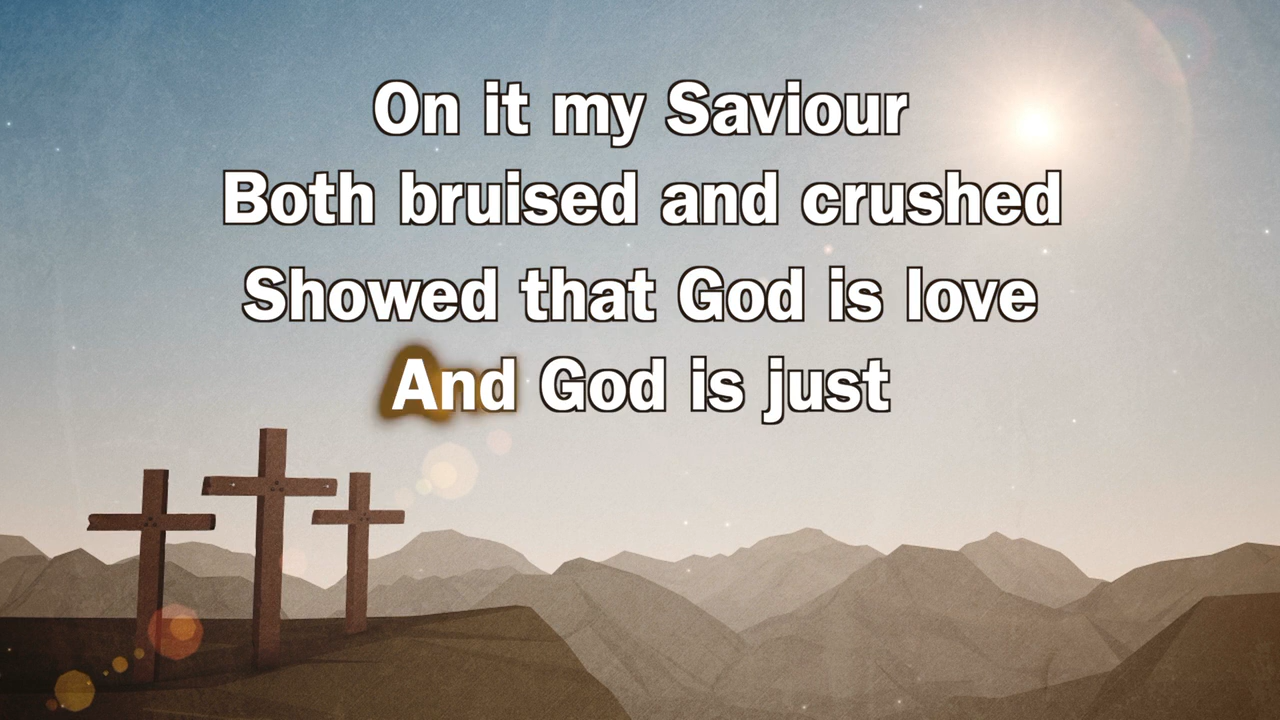 On it my Saviour
Both bruised and crushed
Showed that God is love
And God is just